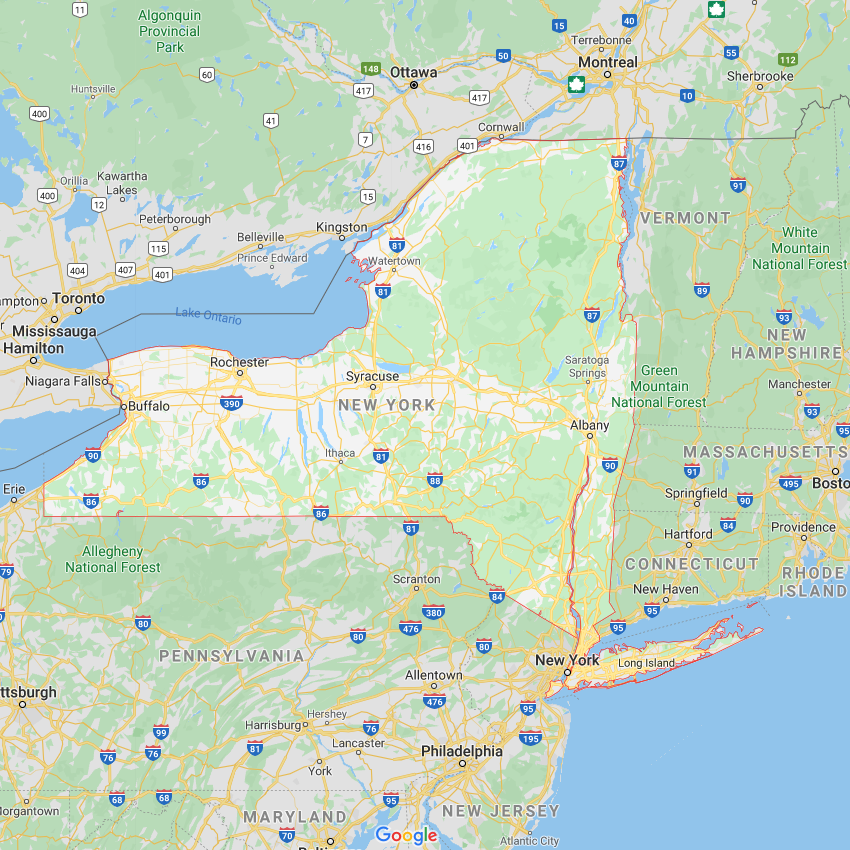 11
Algonquin
Provincial
Park
15
40
Terrebonne
50
55
Montreal
112
148
Ottawa
60
Huntsville
417
417
Sherbrooke
10
400
41
Cornwall
7
416
401
87
Orillia
Kawartha
Lakes
400
12
15
91
Peterborough
Kingston
VERMONT
Belleville
115
81
White
Mountain
National Forest
404
407
401
Prince Edward
Watertown
81
89
Toronto
Lake Ontario
87
93
Mississauga
Hamilton
NEW
HAMPSHIRE
Rochester
Saratoga
Springs
Green
Mountain
National Forest
Niagara Falls
Syracuse
Manchester
Buffalo
390
NEW YORK
93
Albany
95
90
Ithaca
81
90
MASSACHUSETTS
91
86
88
495
Erie
86
Springfield
90
86
84
81
Hartford
Providence
Allegheny
National Forest
79
CONNECTICUT
Scranton
RHODE
ISLAND
84
New Haven
380
95
80
476
80
80
95
PENNSYLVANIA
New York
Long Island
Allentown
476
95
Hershey
Harrisburg
99
76
195
81
76
76
Lancaster
Philadelphia
York
68
68
95
MARYLAND
NEW JERSEY
70
Google
Atlantic City